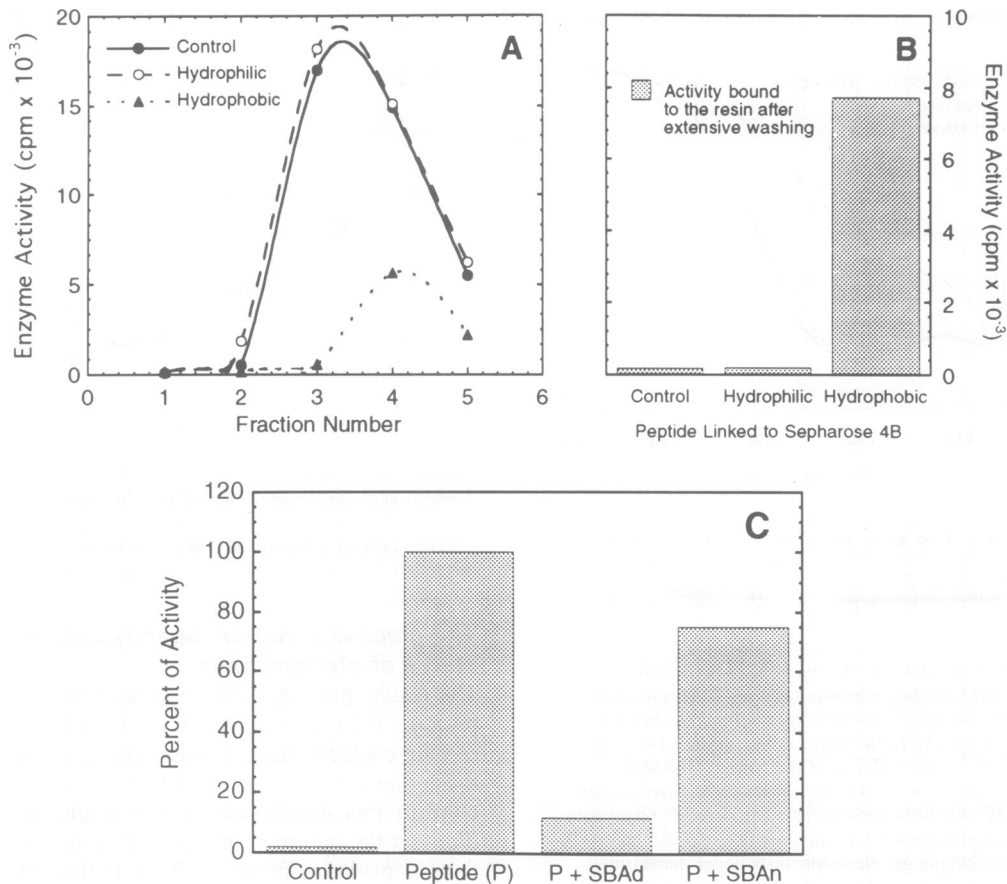 A
Enzyme Activity (cpm x 10⁻³)
20
15
10
5
0
Control
Hydrophilic
Hydrophobic
0 1 2 3 4 5 6
Fraction Number
B
Activity bound
to the resin after
extensive washing
10
8
6
4
2
0
Enzyme Activity (cpm x 10⁻³)
Control Hydrophilic Hydrophobic
Peptide Linked to Sepharose 4B
C
Percent of Activity
120
100
80
60
40
20
0
Control Peptide (P) P + SBAd P + SBAn